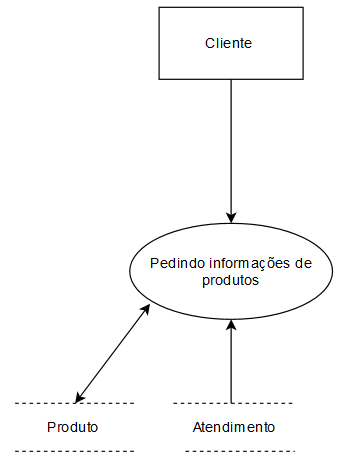 Cliente
Pedindo informações de
produtos
Produto
Atendimento